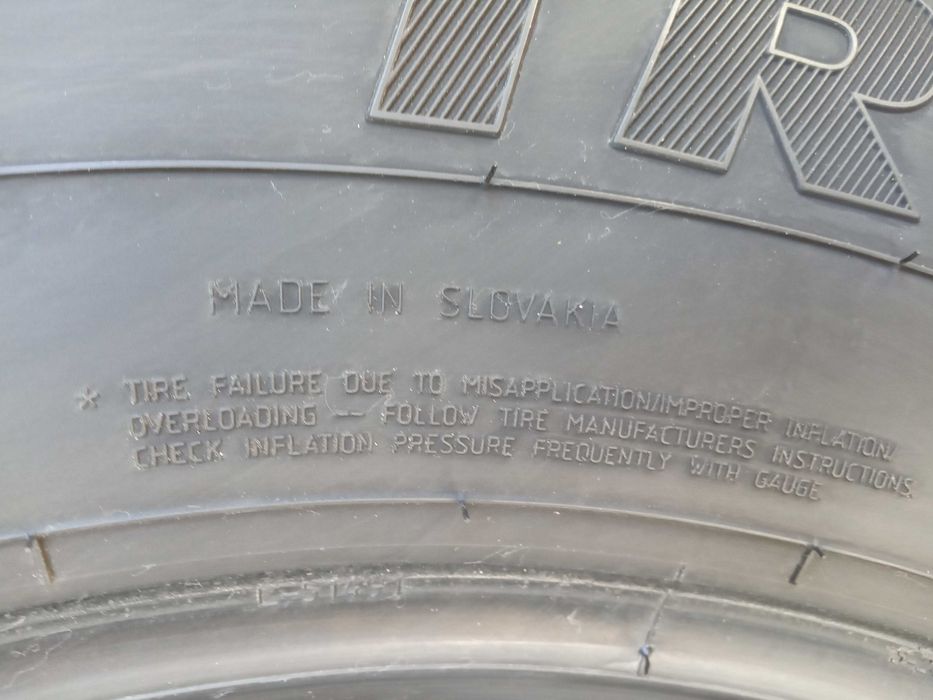 TR
MADE IN SLOVAKIA
* TIRE FAILURE DUE TO MISAPPLICATION/IMPROPER INFLATION/
OVERLOADING – FOLLOW TIRE MANUFACTURERS INSTRUCTIONS.
CHECK INFLATION PRESSURE FREQUENTLY WITH GAUGE